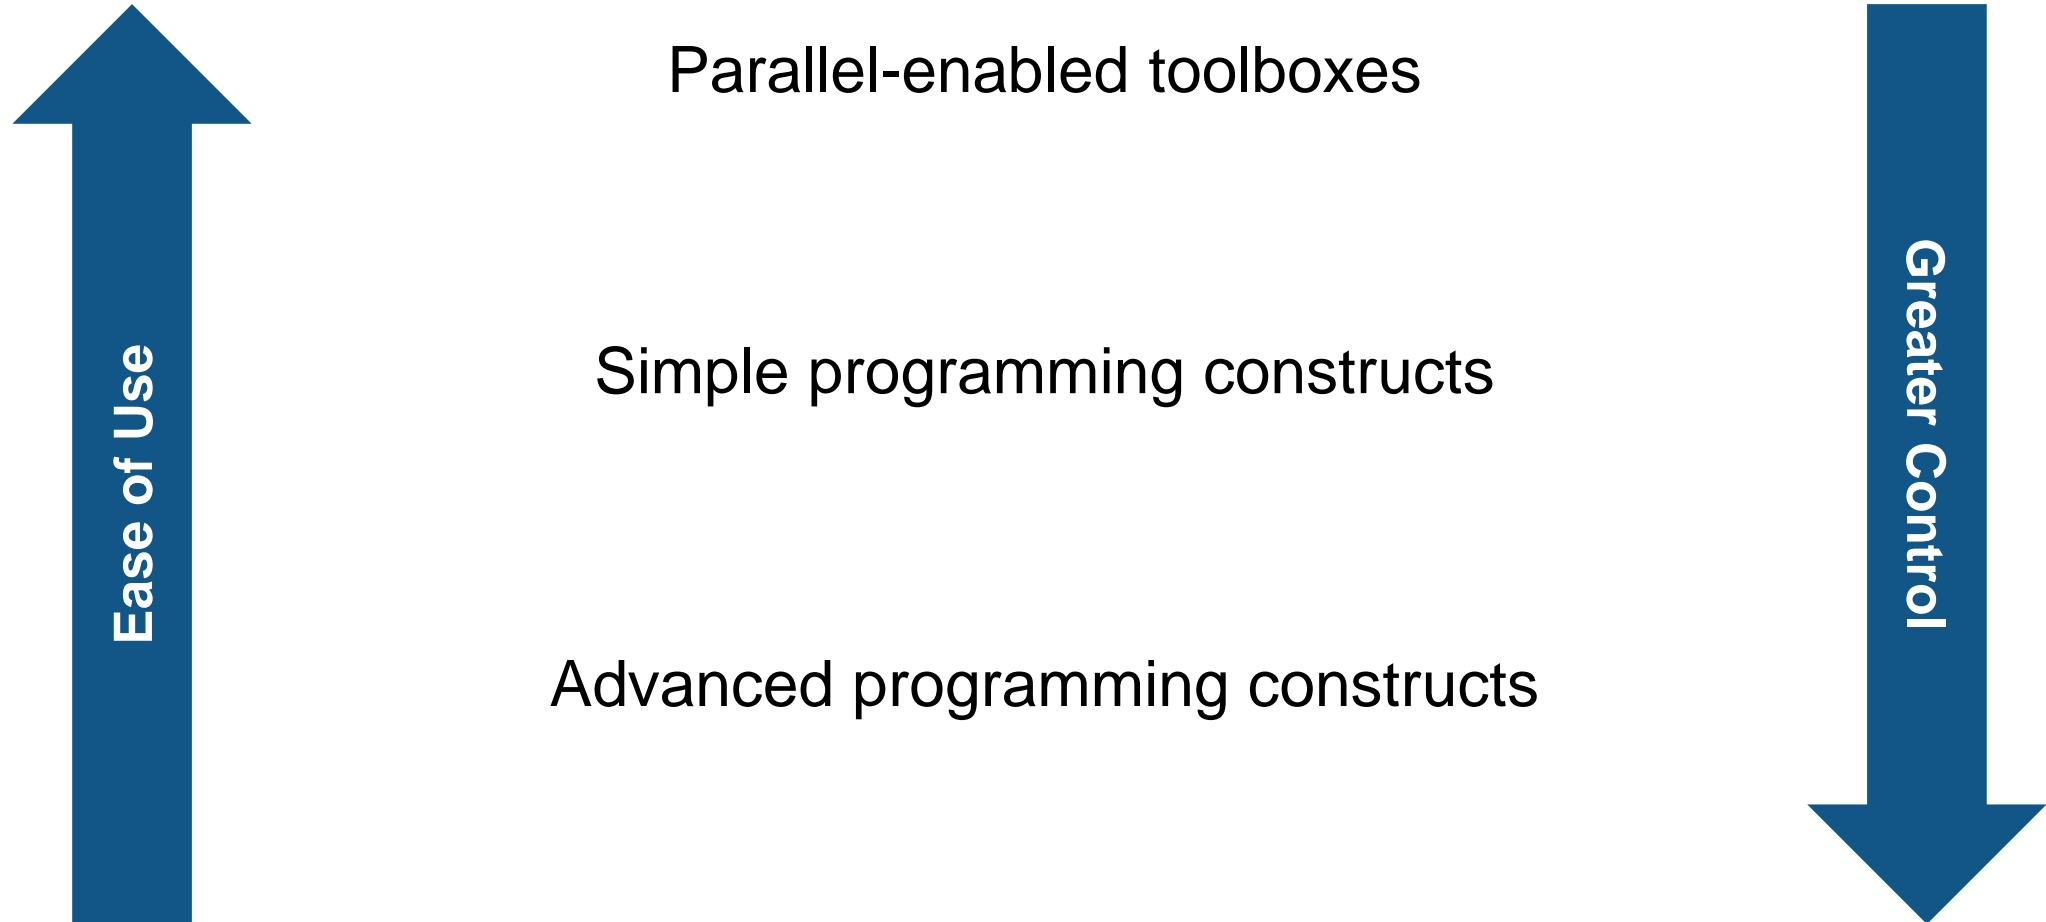 Parallel-enabled toolboxes
Ease of Use
Simple programming constructs
Greater Control
Advanced programming constructs